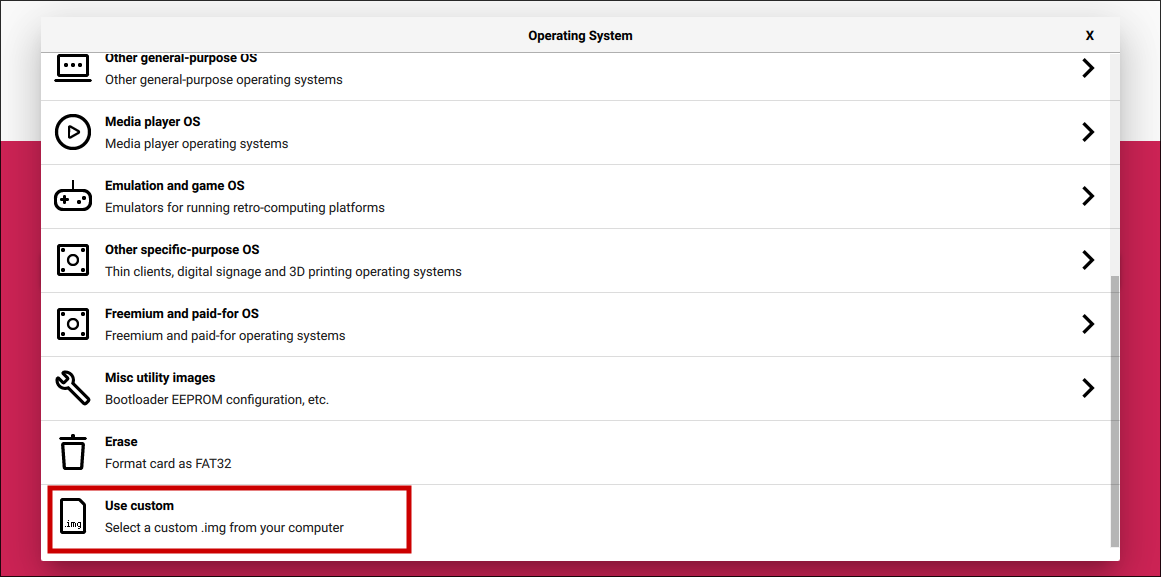 Operating System
X
Other general-purpose OS
Other general-purpose operating systems
Media player OS
Media player operating systems
Emulation and game OS
Emulators for running retro-computing platforms
Other specific-purpose OS
Thin clients, digital signage and 3D printing operating systems
Freemium and paid-for OS
Freemium and paid-for operating systems
Misc utility images
Bootloader EEPROM configuration, etc.
Erase
Format card as FAT32
Use custom
.img
Select a custom .img from your computer